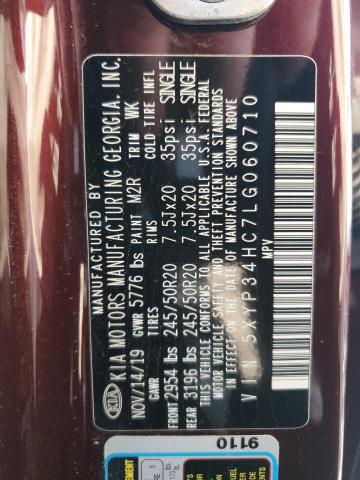 MANUFACTURED BY
KIA KIA MOTORS MANUFACTURING GEORGIA, INC.
NOV/14/19 GVWR 5776 lbs PAINT M2R TRIM WK
GAWR TIRES RIMS COLD TIRE INFL
FRONT 2954 lbs 245/50R20 7.5Jx20 35psi SINGLE
REAR 3196 lbs 245/50R20 7.5Jx20 35psi SINGLE
THIS VEHICLE CONFORMS TO ALL APPLICABLE U.S.A. FEDERAL
MOTOR VEHICLE SAFETY AND THEFT PREVENTION STANDARDS
IN EFFECT ON THE DATE OF MANUFACTURE SHOWN ABOVE
VIN 5XYP34HC7LG060710
MPV
9110